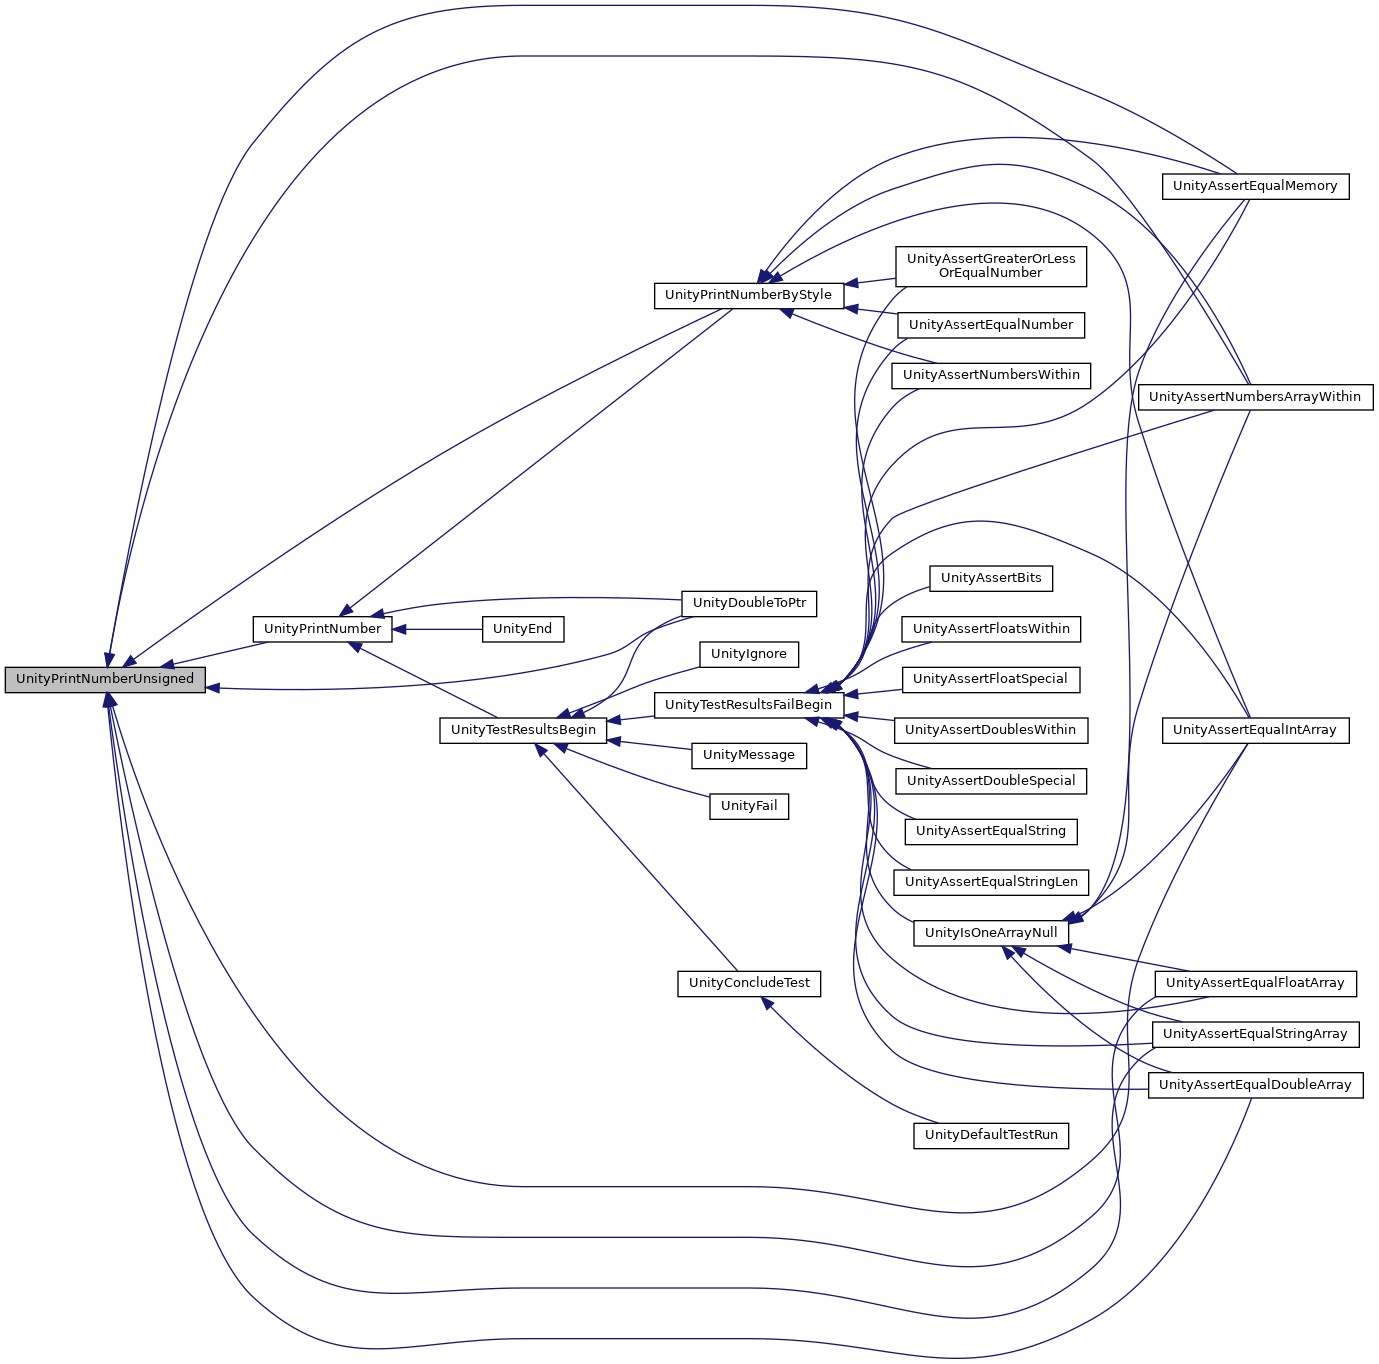 UnityAssertEqualMemory
UnityAssertGreaterOrLess
OrEqualNumber
UnityPrintNumberByStyle
UnityAssertEqualNumber
UnityAssertNumbersWithin
UnityAssertNumbersArrayWithin
UnityAssertBits
UnityDoubleToPtr
UnityPrintNumber
UnityEnd
UnityAssertFloatsWithin
UnityIgnore
UnityPrintNumberUnsigned
UnityAssertFloatSpecial
UnityTestResultsFailBegin
UnityTestResultsBegin
UnityAssertDoublesWithin
UnityAssertEqualIntArray
UnityMessage
UnityAssertDoubleSpecial
UnityFail
UnityAssertEqualString
UnityAssertEqualStringLen
UnityIsOneArrayNull
UnityConcludeTest
UnityAssertEqualFloatArray
UnityAssertEqualStringArray
UnityAssertEqualDoubleArray
UnityDefaultTestRun